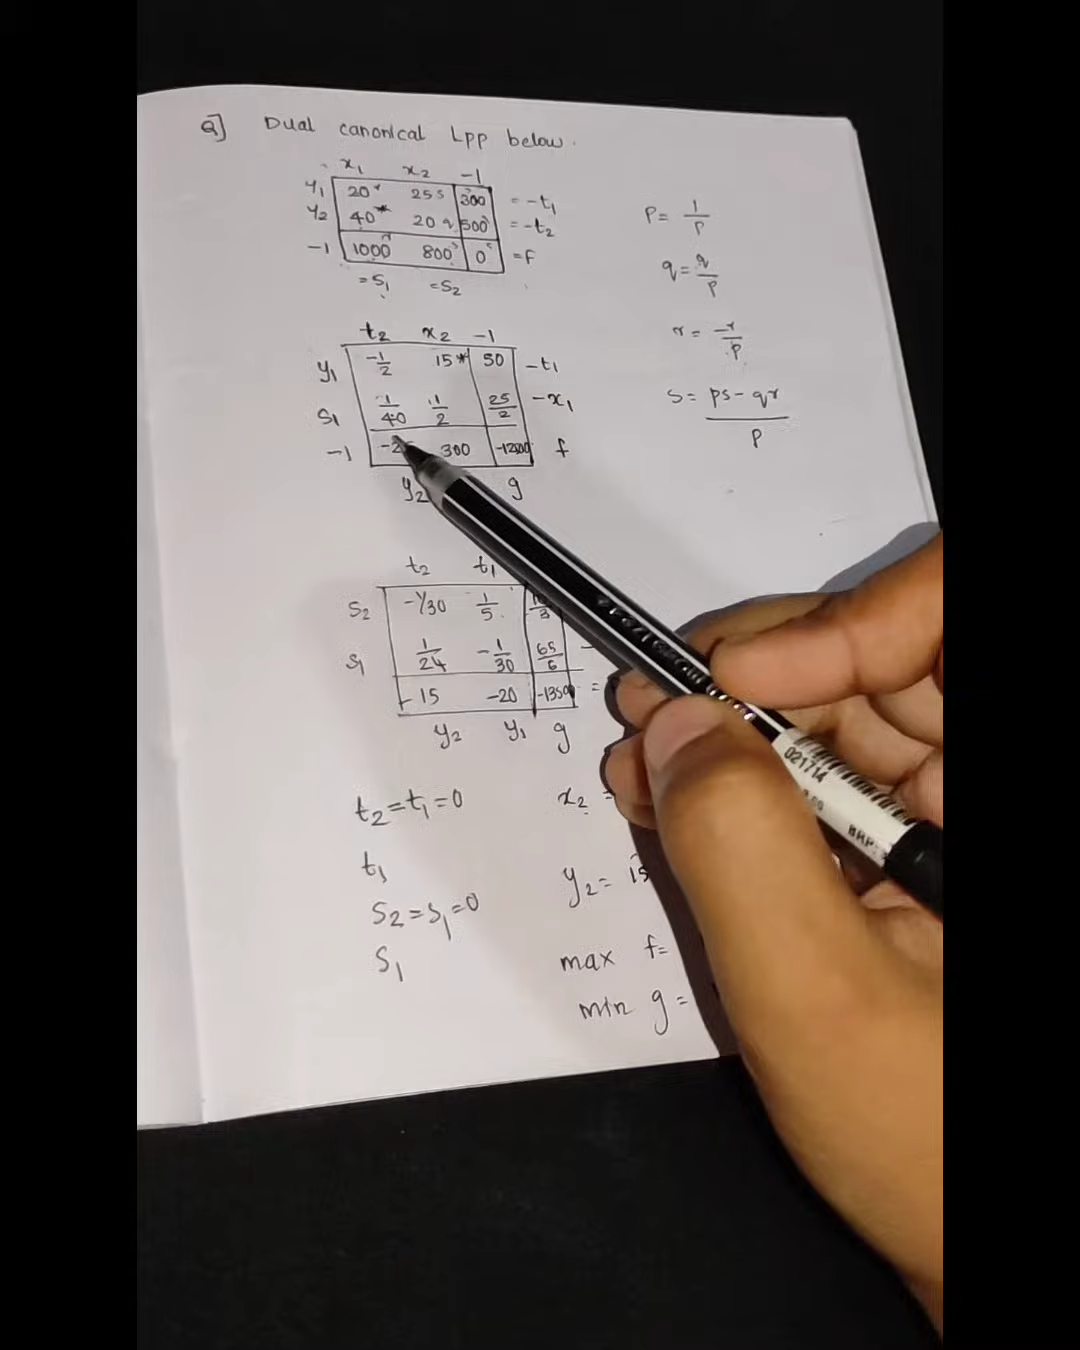 Q] Dual canonical Lpp below.
x1 x2 -1
y1 20 r 25 s 300 = -t1
y2 40 * 20 q 500 = -t2
-1 1000 800 0 = f
= s1 = s2
P = 1/P
q = q/P
r = -r/P
s = ps - qr / P
t2 x2 -1
y1 -1/2 15* 50 -t1
s1 1/40 1/2 25/2 -x1
-1 300 f
y2 g
t2 t1
s2 -1/30 1/5
s1 1/24 -1/30 65/6 -
-15 -20 -1350 =
y2 y1 g
t2 = t1 = 0 x2 =
t1
y2 = 15
s2 = s1 = 0
s1
max f =
min g =
021714